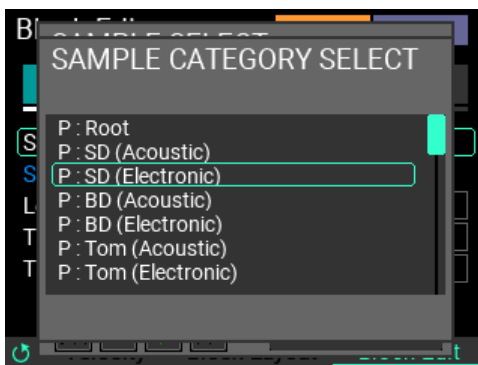 SAMPLE CATEGORY SELECT
P : Root
P : SD (Acoustic)
P : SD (Electronic)
P : BD (Acoustic)
P : BD (Electronic)
P : Tom (Acoustic)
P : Tom (Electronic)